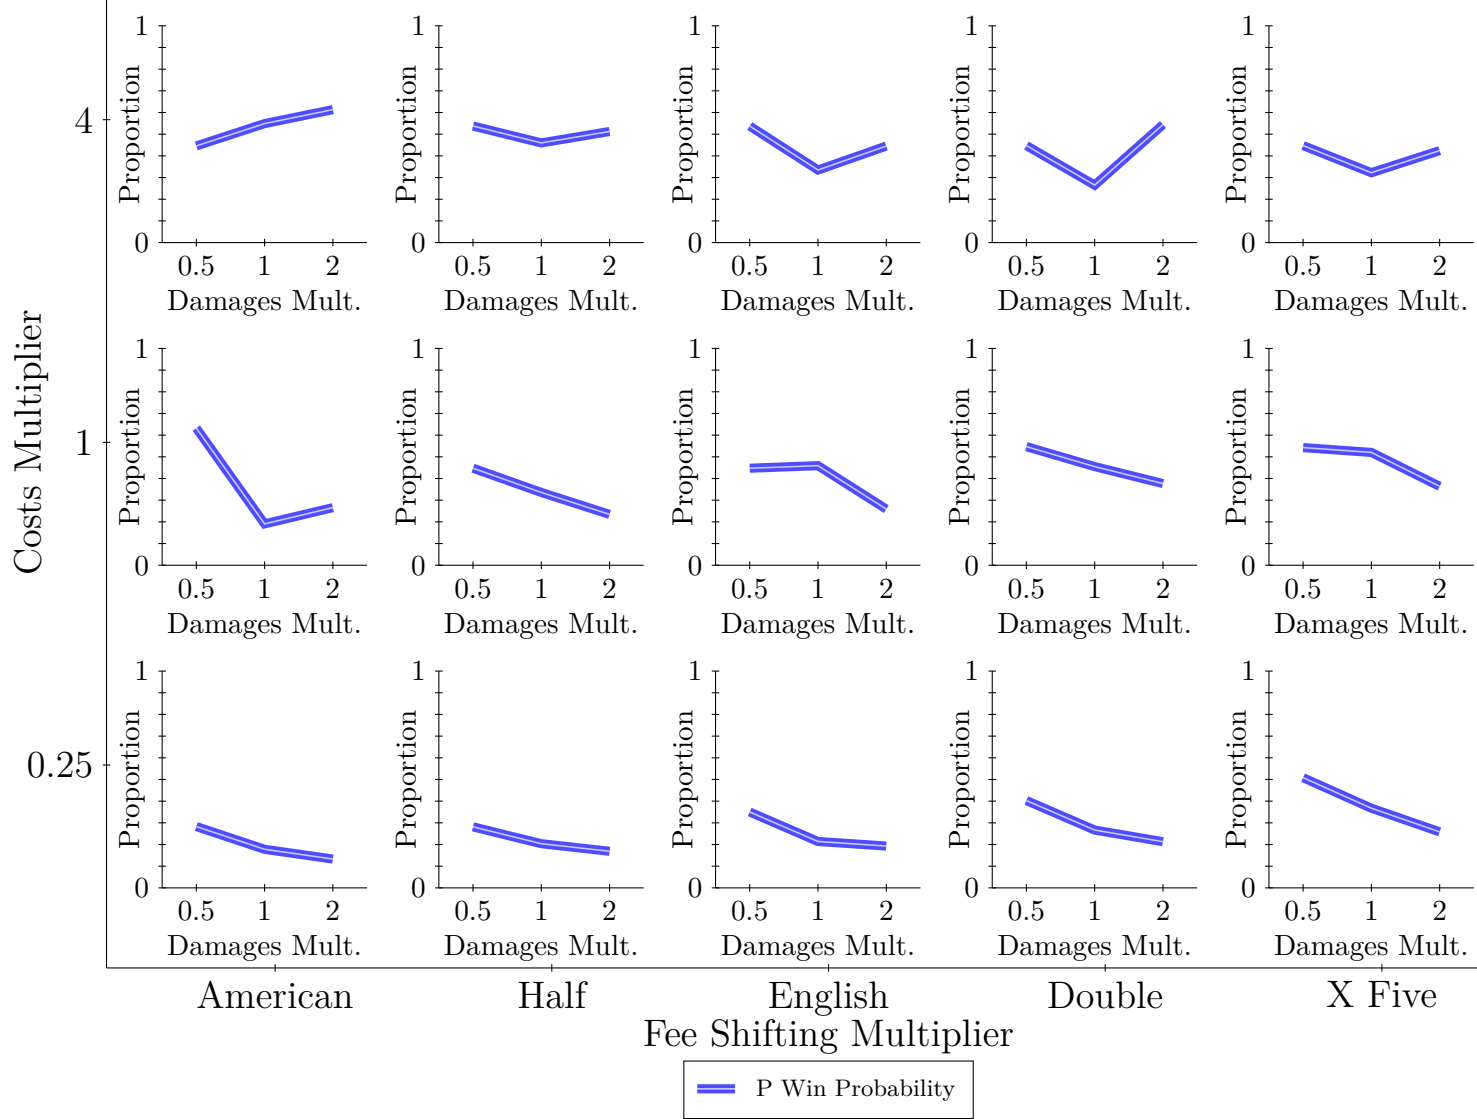 1 1 1 1 1
Proportion Proportion Proportion Proportion Proportion
4
0 0 0 0 0
0.5 1 2 0.5 1 2 0.5 1 2 0.5 1 2 0.5 1 2
Damages Mult. Damages Mult. Damages Mult. Damages Mult. Damages Mult.
Costs Multiplier
1 1 1 1 1
Proportion Proportion Proportion Proportion Proportion
1
0 0 0 0 0
0.5 1 2 0.5 1 2 0.5 1 2 0.5 1 2 0.5 1 2
Damages Mult. Damages Mult. Damages Mult. Damages Mult. Damages Mult.
1 1 1 1 1
Proportion Proportion Proportion Proportion Proportion
0.25
0 0 0 0 0
0.5 1 2 0.5 1 2 0.5 1 2 0.5 1 2 0.5 1 2
Damages Mult. Damages Mult. Damages Mult. Damages Mult. Damages Mult.
American Half English Double X Five
Fee Shifting Multiplier
P Win Probability